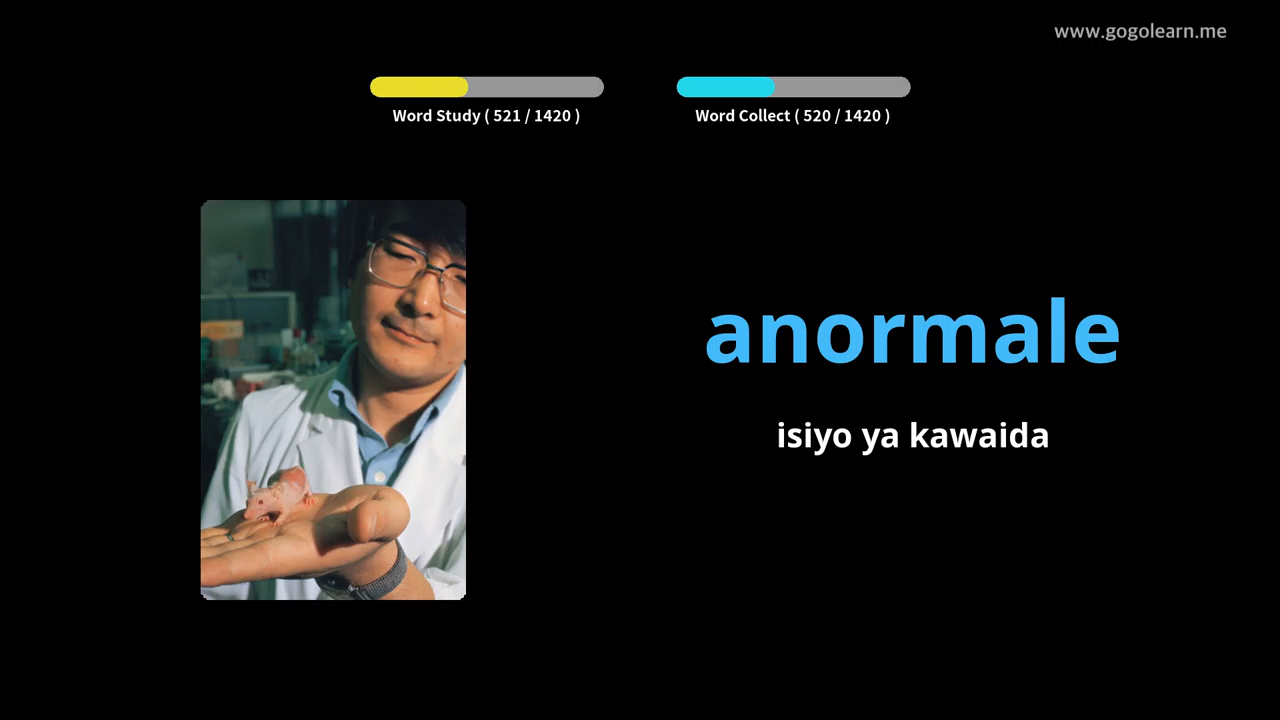 www.gogolearn.me
Word Study ( 521 / 1420 )
Word Collect ( 520 / 1420 )
anormale
isiyo ya kawaida